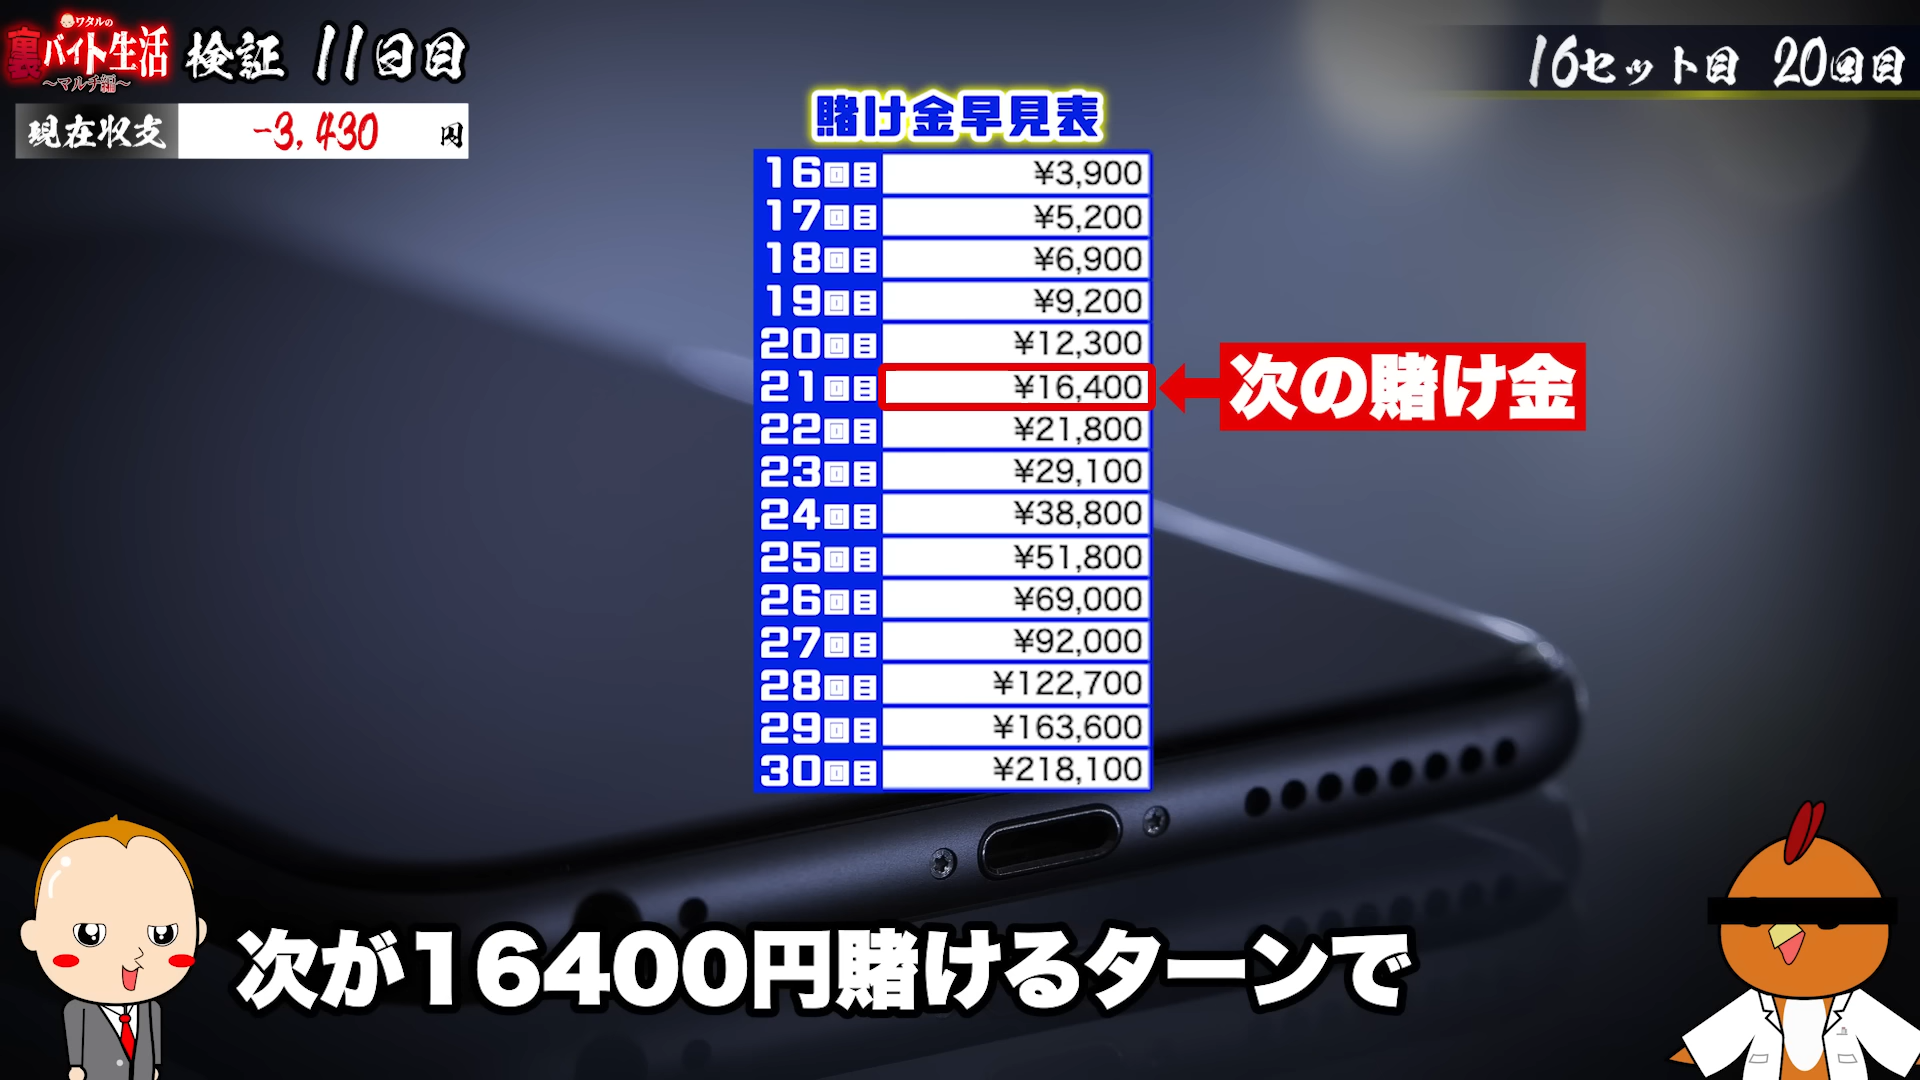 ワタルの
裏バイト生活
～マルチ編～
検証 11日目
16セット目 20回目
現在収支 -3,430 円
賭け金早見表
16回目 ¥3,900
17回目 ¥5,200
18回目 ¥6,900
19回目 ¥9,200
20回目 ¥12,300
21回目 ¥16,400
次の賭け金
22回目 ¥21,800
23回目 ¥29,100
24回目 ¥38,800
25回目 ¥51,800
26回目 ¥69,000
27回目 ¥92,000
28回目 ¥122,700
29回目 ¥163,600
30回目 ¥218,100
次が16400円賭けるターンで